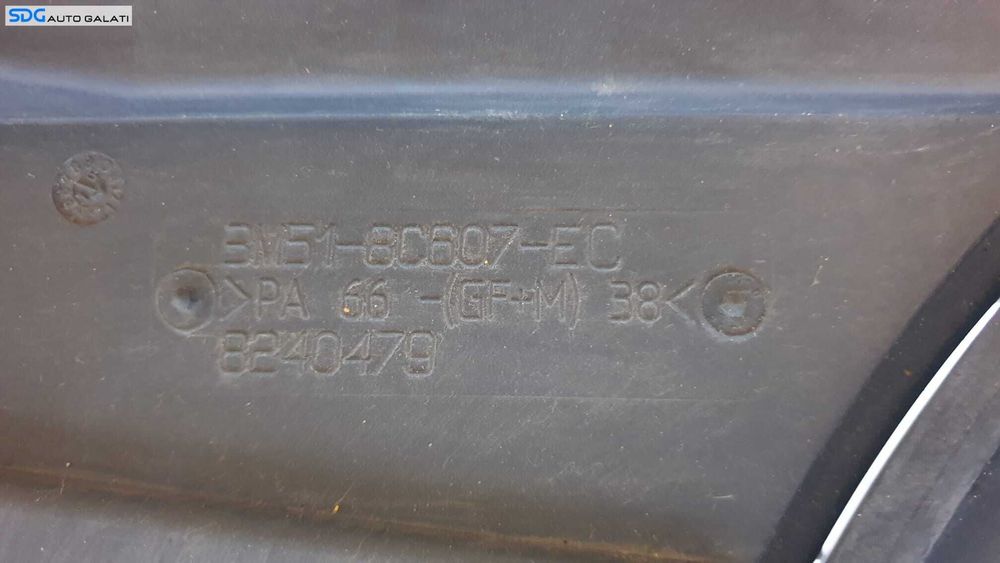 SDG AUTO GALATI
3M51-8C607-EC
>PA 66 -(GF+M) 38<
8240479